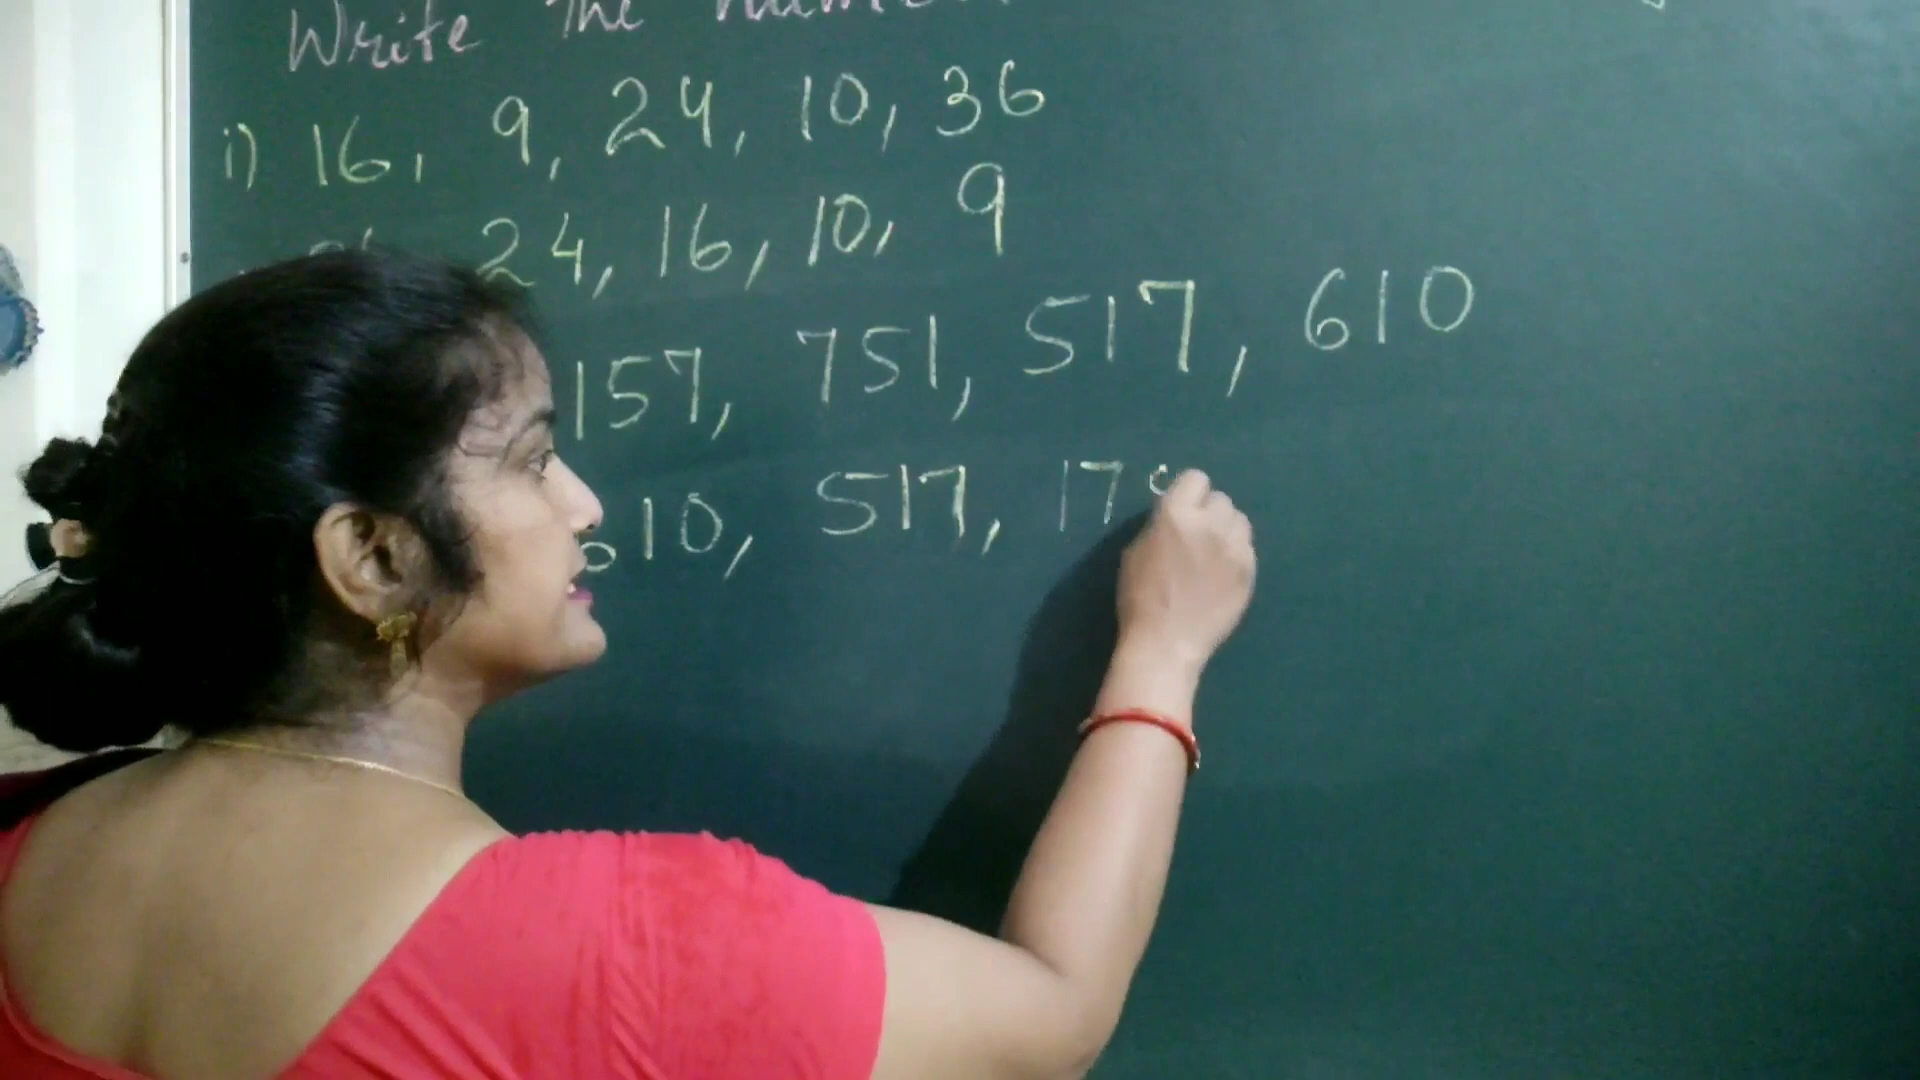 Write the
i) 16, 9, 24, 10, 36
24, 16, 10, 9
157, 751, 517, 610
610, 517, 17